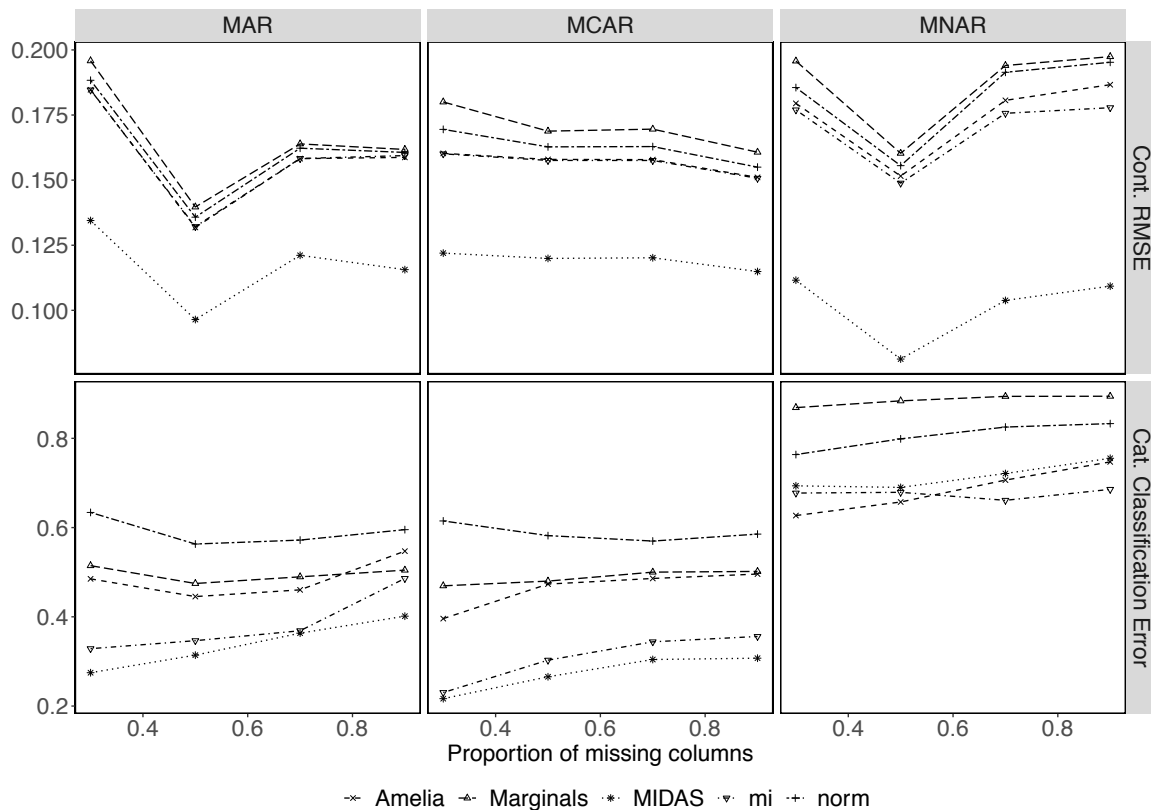 MAR MCAR MNAR
0.200
0.175
0.150
0.125
0.100
Cont. RMSE
0.8
0.6
0.4
0.2
Cat. Classification Error
0.4 0.6 0.8 0.4 0.6 0.8 0.4 0.6 0.8
Proportion of missing columns
Amelia Marginals MIDAS mi norm